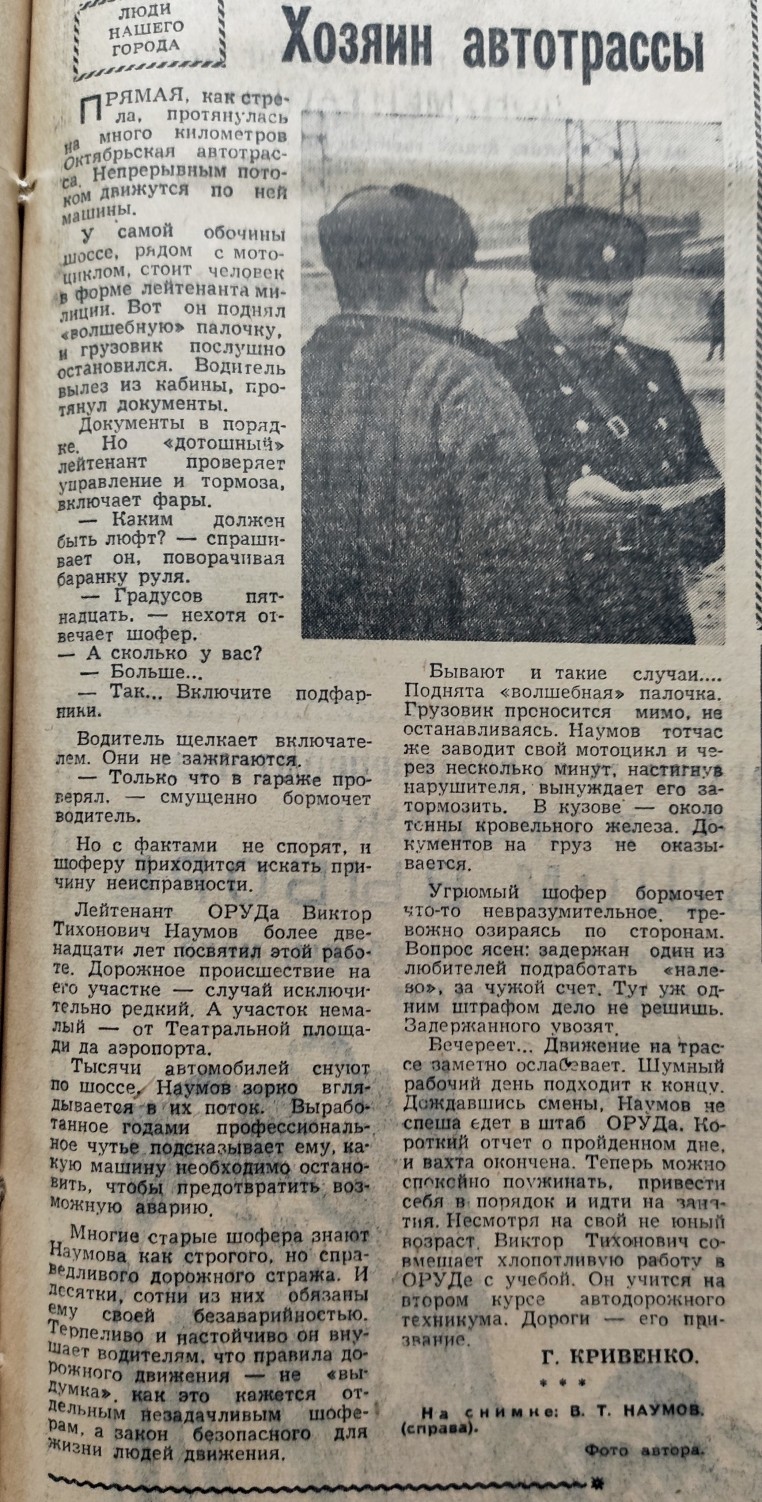 ЛЮДИ
НАШЕГО
ГОРОДА
Хозяин автотрассы
ПРЯМАЯ, как стре-
ла, протянулась
на много километров
Октябрьская автотрас-
са. Непрерывным пото-
ком движутся по ней
машины.
У самой обочины
шоссе, рядом с мото-
циклом, стоит человек
в форме лейтенанта ми-
лиции. Вот он поднял
«волшебную» палочку,
и грузовик послушно
остановился. Водитель
вылез из кабины, про-
тянул документы.
Документы в поряд-
ке. Но «дотошный»
лейтенант проверяет
управление и тормоза,
включает фары.
— Каким должен
быть люфт? — спраши-
вает он, поворачивая
баранку руля.
— Градусов пят-
надцать, — нехотя от-
вечает шофер.
— А сколько у вас?
— Больше...
— Так... Включите подфар-
ники.
Водитель щелкает включате-
лем. Они не зажигаются.
— Только что в гараже про-
верял, — смущенно бормочет
водитель.
Но с фактами не спорят, и
шоферу приходится искать при-
чину неисправности.
Лейтенант ОРУДа Виктор
Тихонович Наумов более две-
надцати лет посвятил этой рабо-
те. Дорожное происшествие на
его участке — случай исключи-
тельно редкий. А участок нема-
лый — от Театральной площа-
ди да аэропорта.
Тысячи автомобилей снуют
по шоссе. Наумов зорко вгля-
дывается в их поток. Вырабо-
танное годами профессиональ-
ное чутье подсказывает ему, ка-
кую машину необходимо остано-
вить, чтобы предотвратить воз-
можную аварию.
Многие старые шофера знают
Наумова как строгого, но спра-
ведливого дорожного стража. И
десятки, сотни из них обязаны
ему своей безаварийностью.
Терпеливо и настойчиво он вну-
шает водителям, что правила до-
рожного движения — не «вы-
думка», как это кажется от-
дельным незадачливым шофе-
рам, а закон безопасного для
жизни людей движения.
Бывают и такие случаи....
Поднята «волшебная» палочка.
Грузовик проносится мимо, не
останавливаясь. Наумов тотчас
же заводит свой мотоцикл и че-
рез несколько минут, настигнув
нарушителя, вынуждает его за-
тормозить. В кузове — около
тонны кровельного железа. До-
кументов на груз не оказы-
вается.
Угрюмый шофер бормочет
что-то невразумительное, тре-
вожно озираясь по сторонам.
Вопрос ясен: задержан один из
любителей подработать «нале-
во», за чужой счет. Тут уж од-
ним штрафом дело не решишь.
Задержанного увозят.
Вечереет... Движение на трас-
се заметно ослабевает. Шумный
рабочий день подходит к концу.
Дождавшись смены, Наумов не
спеша едет в штаб ОРУДа. Ко-
роткий отчет о пройденном дне,
и вахта окончена. Теперь можно
спокойно поужинать, привести
себя в порядок и идти на заня-
тия. Несмотря на свой не юный
возраст, Виктор Тихонович со-
вмещает хлопотливую работу в
ОРУДе с учебой. Он учится на
втором курсе автодорожного
техникума. Дороги — его при-
звание.
Г. КРИВЕНКО.
* * *
На снимке: В. Т. НАУМОВ.
(справа).
Фото автора.